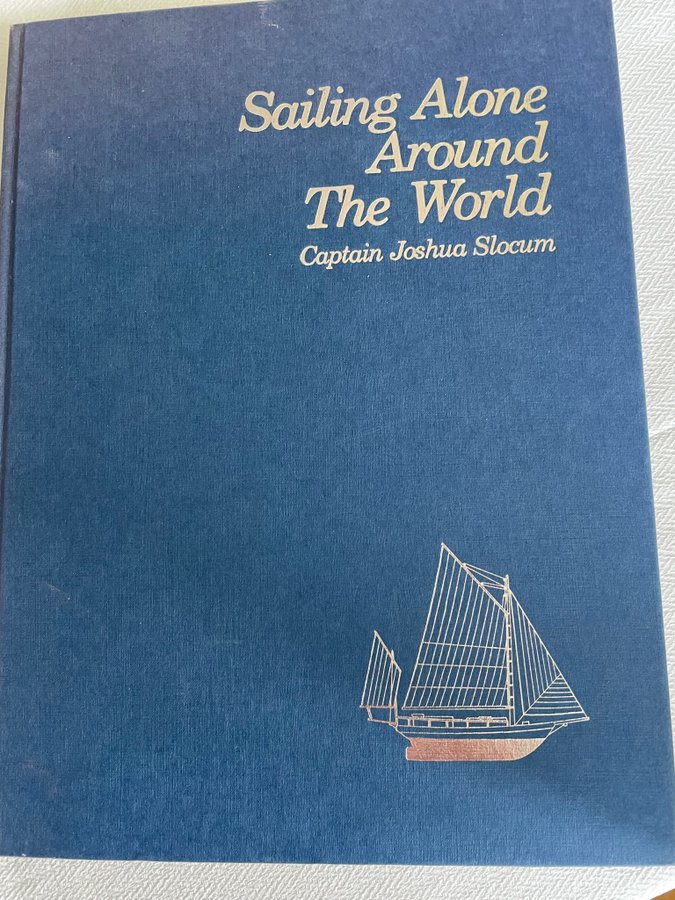 Sailing Alone
Around
The World
Captain Joshua Slocum